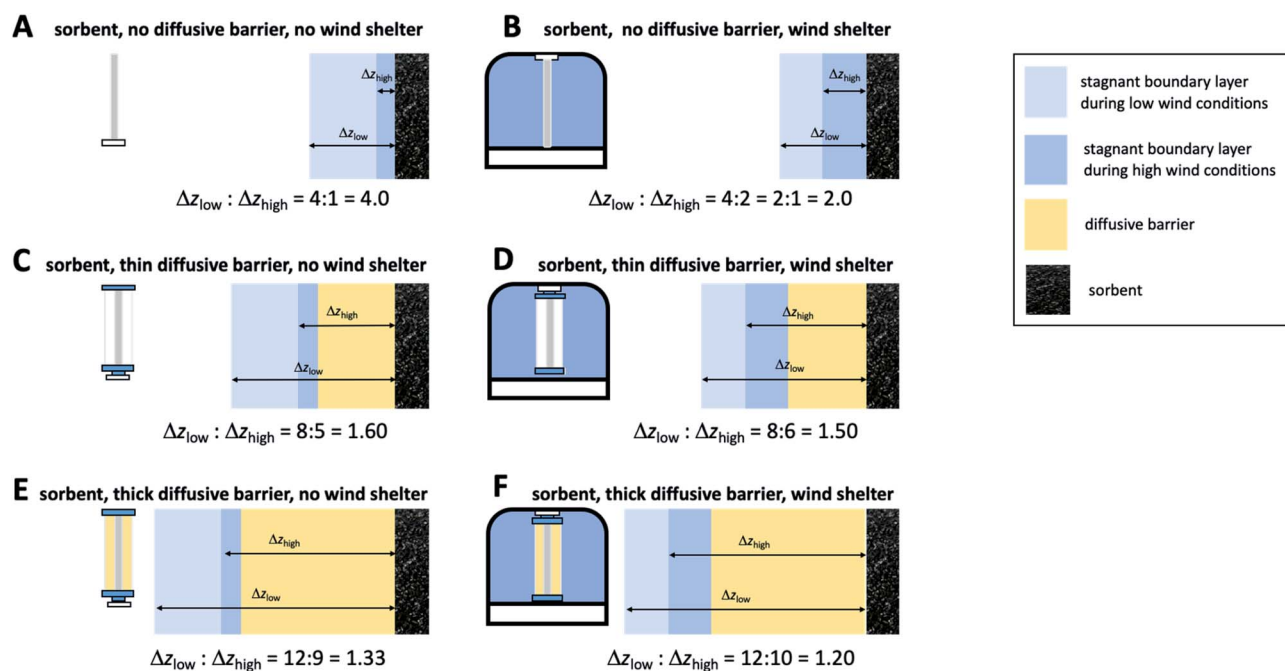 A sorbent, no diffusive barrier, no wind shelter
Δzhigh
Δzlow
Δzlow : Δzhigh = 4:1 = 4.0
B sorbent, no diffusive barrier, wind shelter
Δzhigh
Δzlow
Δzlow : Δzhigh = 4:2 = 2:1 = 2.0
C sorbent, thin diffusive barrier, no wind shelter
Δzhigh
Δzlow
Δzlow : Δzhigh = 8:5 = 1.60
D sorbent, thin diffusive barrier, wind shelter
Δzhigh
Δzlow
Δzlow : Δzhigh = 8:6 = 1.50
E sorbent, thick diffusive barrier, no wind shelter
Δzhigh
Δzlow
Δzlow : Δzhigh = 12:9 = 1.33
F sorbent, thick diffusive barrier, wind shelter
Δzhigh
Δzlow
Δzlow : Δzhigh = 12:10 = 1.20
stagnant boundary layer
during low wind conditions
stagnant boundary layer
during high wind conditions
diffusive barrier
sorbent